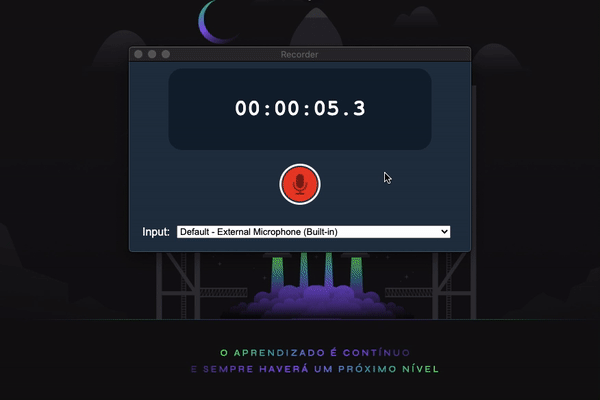 Recorder
00:00:05.3
Input: Default - External Microphone (Built-in)
O APRENDIZADO É CONTÍNUO
E SEMPRE HAVERÁ UM PRÓXIMO NÍVEL